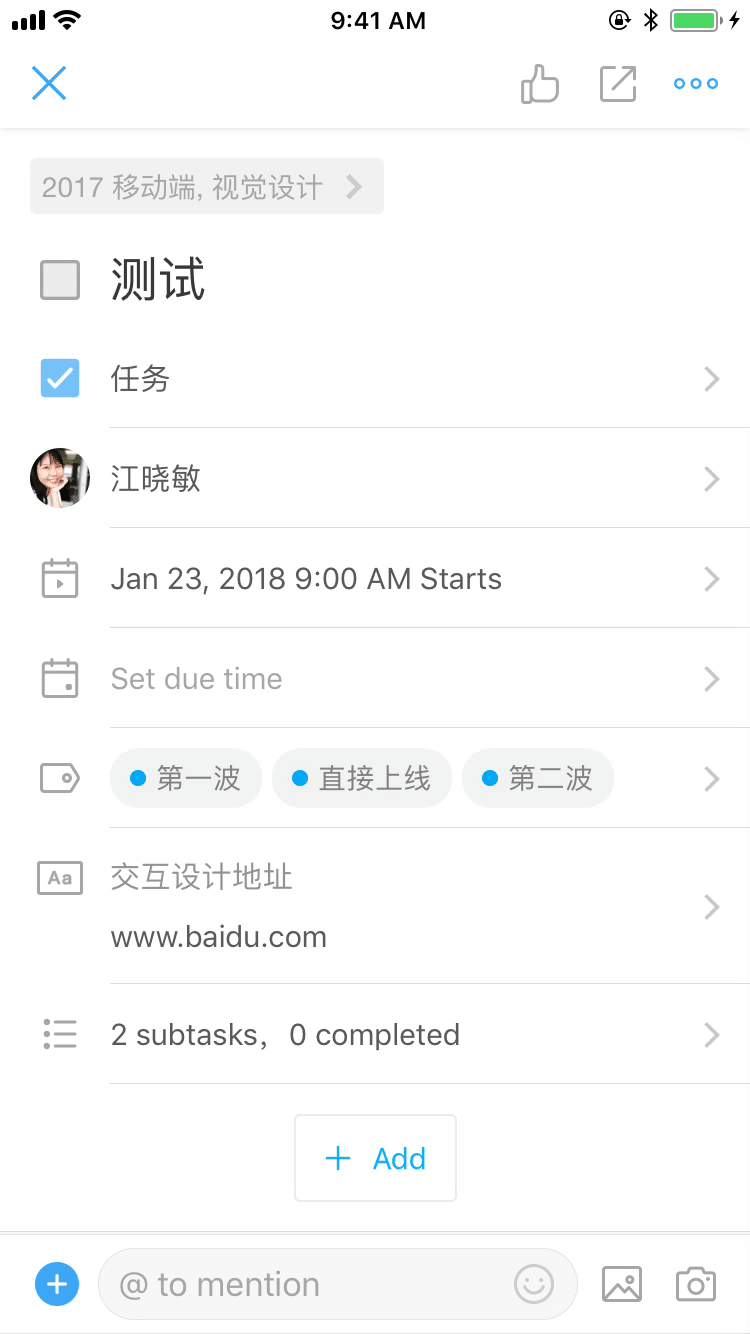 9:41 AM
2017 移动端, 视觉设计
测试
任务
江晓敏
Jan 23, 2018 9:00 AM Starts
Set due time
第一波 直接上线 第二波
Aa 交互设计地址
www.baidu.com
2 subtasks，0 completed
+ Add
@ to mention